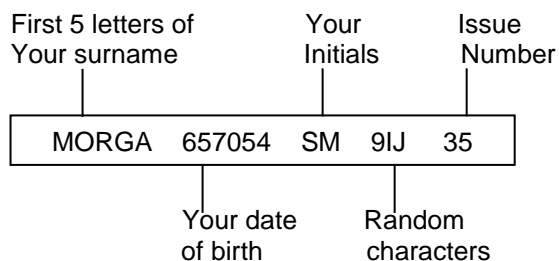 First 5 letters of
Your surname
Your
Initials
Issue
Number
MORGA 657054 SM 9IJ 35
Your date
of birth
Random
characters